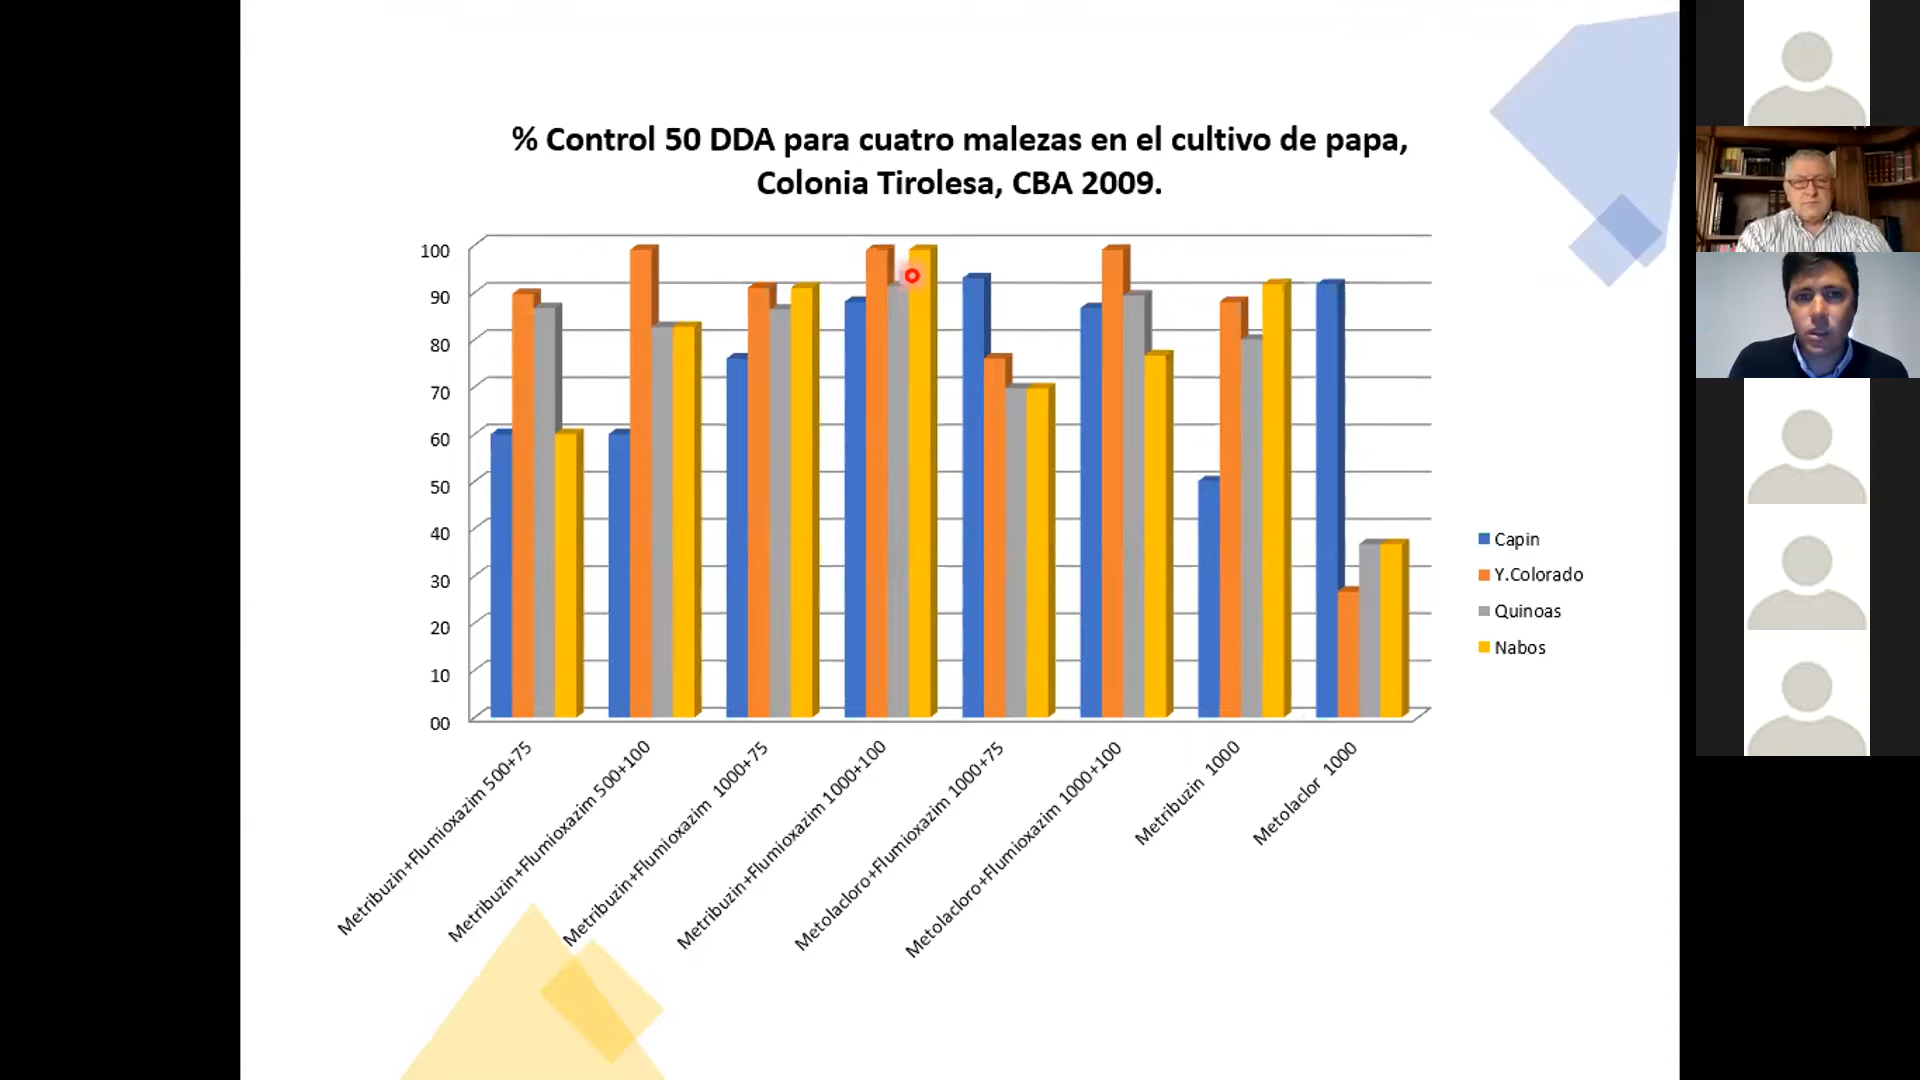 % Control 50 DDA para cuatro malezas en el cultivo de papa,
Colonia Tirolesa, CBA 2009.
100
90
80
70
60
50
40
30
20
10
00
Metribuzin+Flumioxazim 500+75
Metribuzin+Flumioxazim 500+100
Metribuzin+Flumioxazim 1000+75
Metribuzin+Flumioxazim 1000+100
Metolacloro+Flumioxazim 1000+75
Metolacloro+Flumioxazim 1000+100
Metribuzin 1000
Metolaclor 1000
Capin
Y.Colorado
Quinoas
Nabos